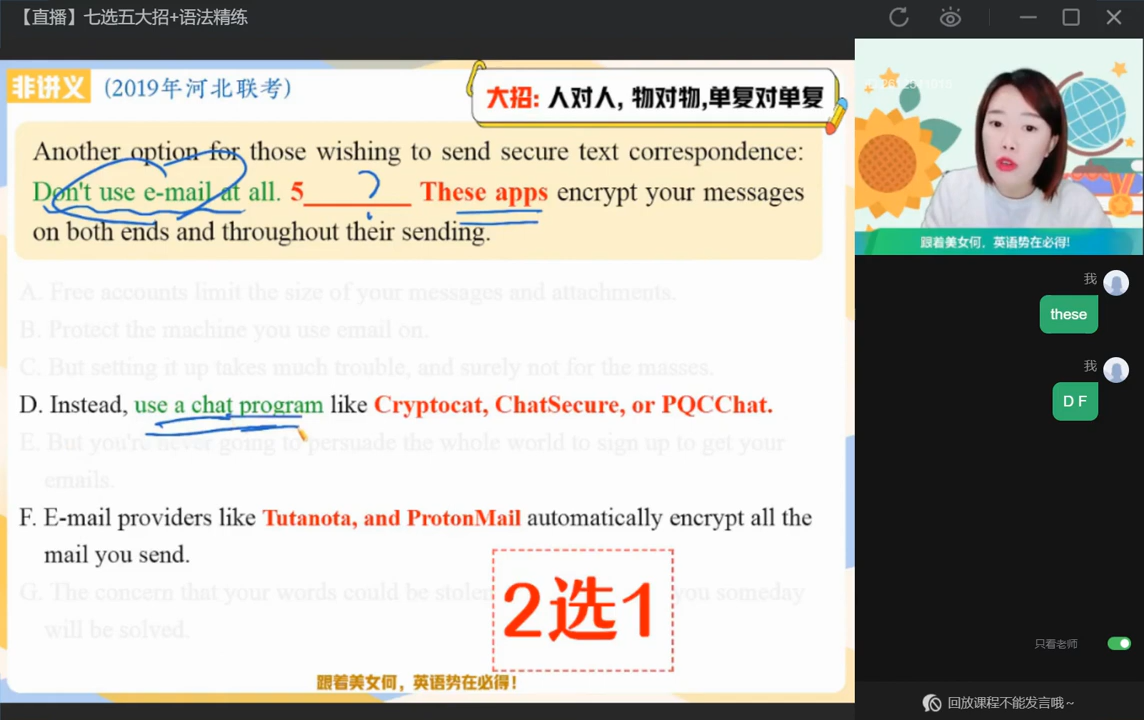 【直播】七选五大招+语法精练
非讲义
(2019年河北联考)
大招: 人对人, 物对物,单复对单复
Another option for those wishing to send secure text correspondence:
Don't use e-mail at all. 5________ These apps encrypt your messages
on both ends and throughout their sending.
?
A. Free accounts limit the size of your messages and attachments.
B. Protect the machine you use email on.
C. But setting it up takes much trouble, and surely not for the masses.
D. Instead, use a chat program like Cryptocat, ChatSecure, or PQCChat.
E. But you're never going to persuade the whole world to sign up to get your
emails.
F. E-mail providers like Tutanota, and ProtonMail automatically encrypt all the
mail you send.
G. The concern that your words could be stolen you someday
will be solved.
2选1
跟着美女何，英语势在必得!
跟着美女何，英语势在必得!
我
these
我
D F
只看老师
回放课程不能发言哦~